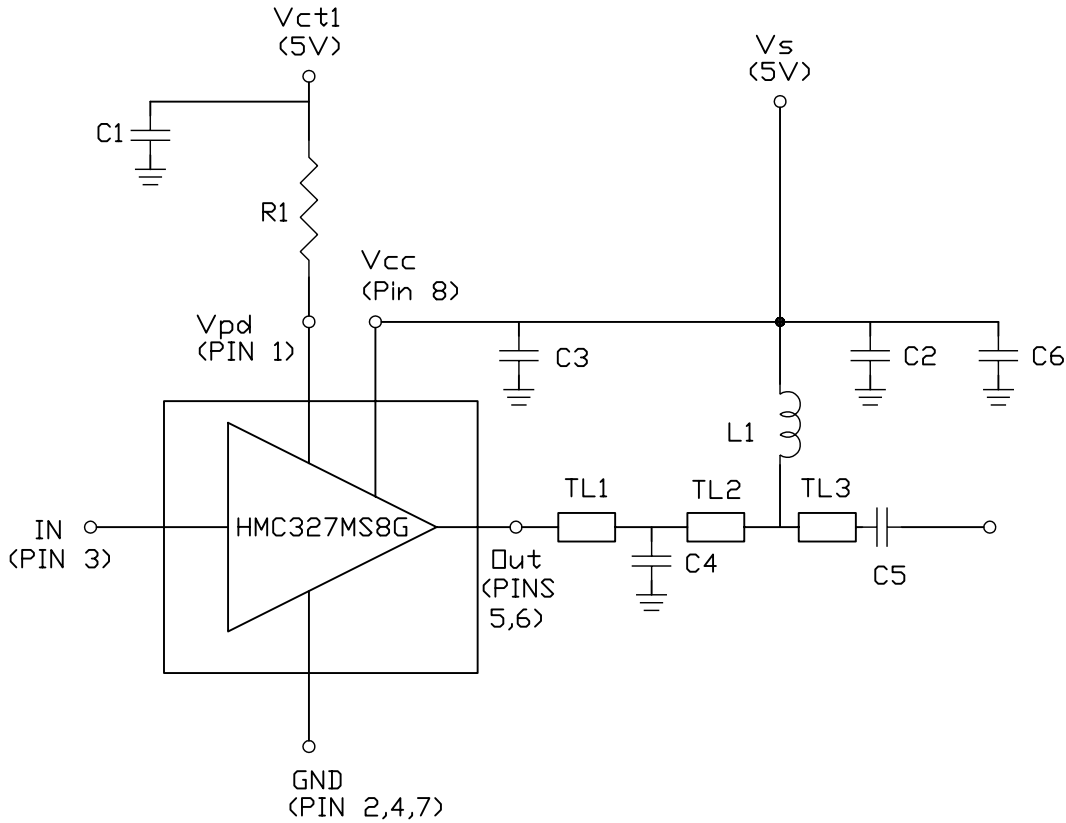 Vct1
(5V)
Vs
(5V)
C1
R1
Vcc
(Pin 8)
Vpd
(PIN 1)
C3
C2
C6
L1
TL1
TL2
TL3
IN
(PIN 3)
HMC327MS8G
Out
(PINS
5,6)
C4
C5
GND
(PIN 2,4,7)